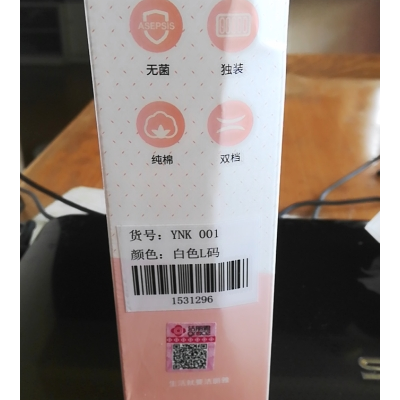 ASEPSIS
无菌 独装
纯棉 双档
货号: YNK 001
颜色: 白色L码
1531296